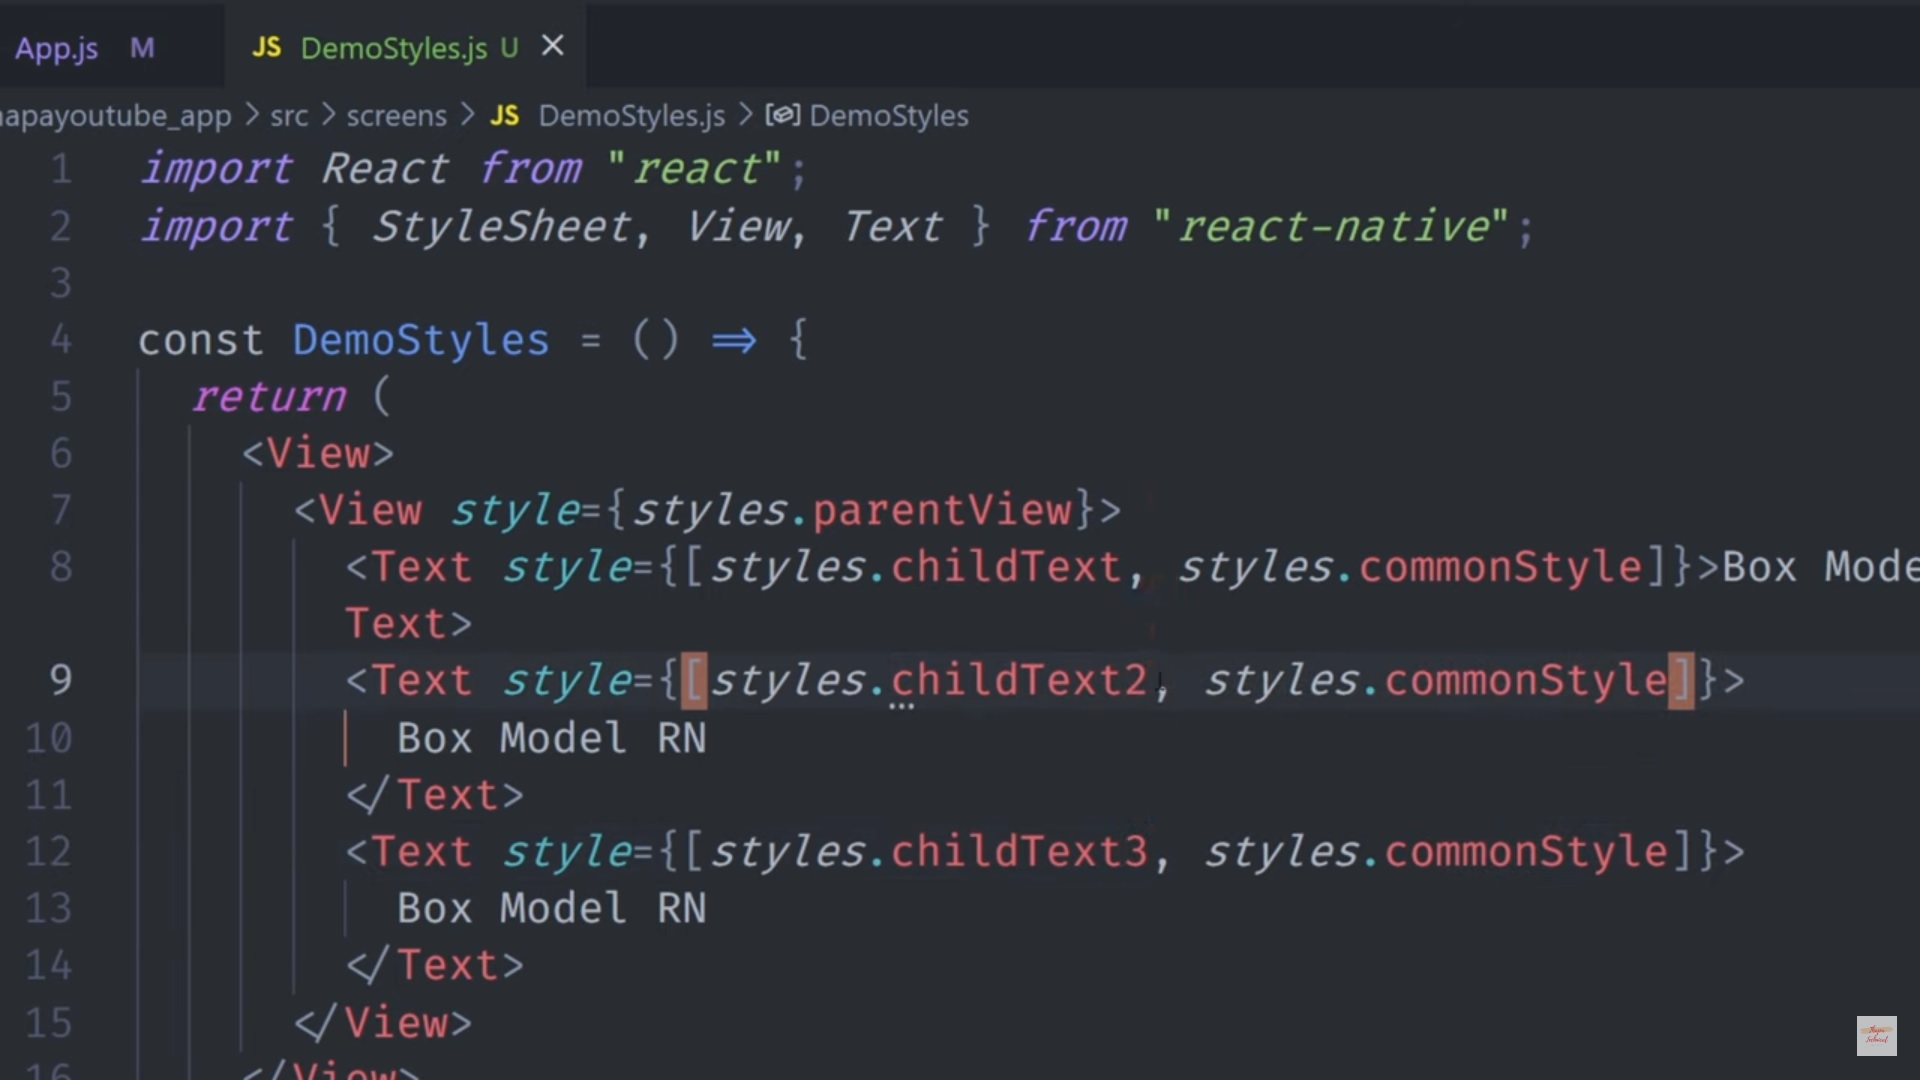 App.js M JS DemoStyles.js U
src > screens > JS DemoStyles.js > DemoStyles
1 import React from "react";
2 import { StyleSheet, View, Text } from "react-native";
3
4 const DemoStyles = () => {
5 return (
6 <View>
7 <View style={styles.parentView}>
8 <Text style={[styles.childText, styles.commonStyle]}>Box
Text>
9 <Text style={[styles.childText2, styles.commonStyle]}>
10 Box Model RN
11 </Text>
12 <Text style={[styles.childText3, styles.commonStyle]}>
13 Box Model RN
14 </Text>
15 </View>
16 </View>